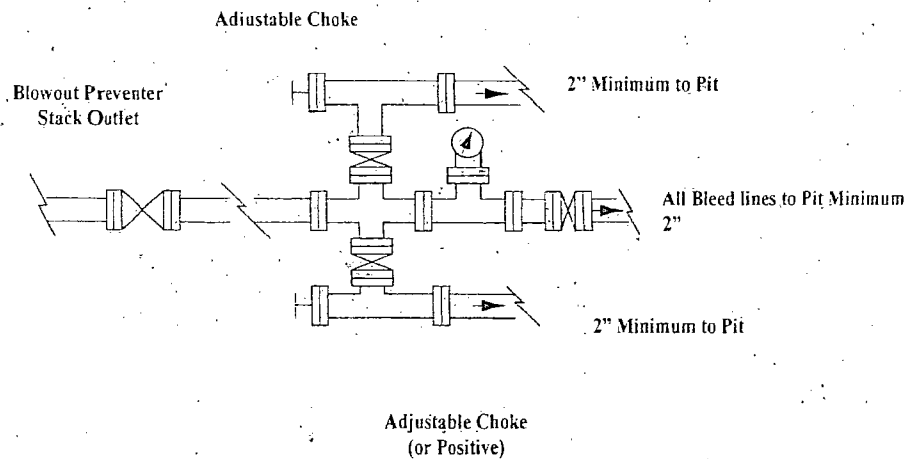 Adjustable Choke
Blowout Preventer
Stack Outlet
2" Minimum to Pit
All Bleed lines to Pit Minimum
2"
2" Minimum to Pit
Adjustable Choke
(or Positive)